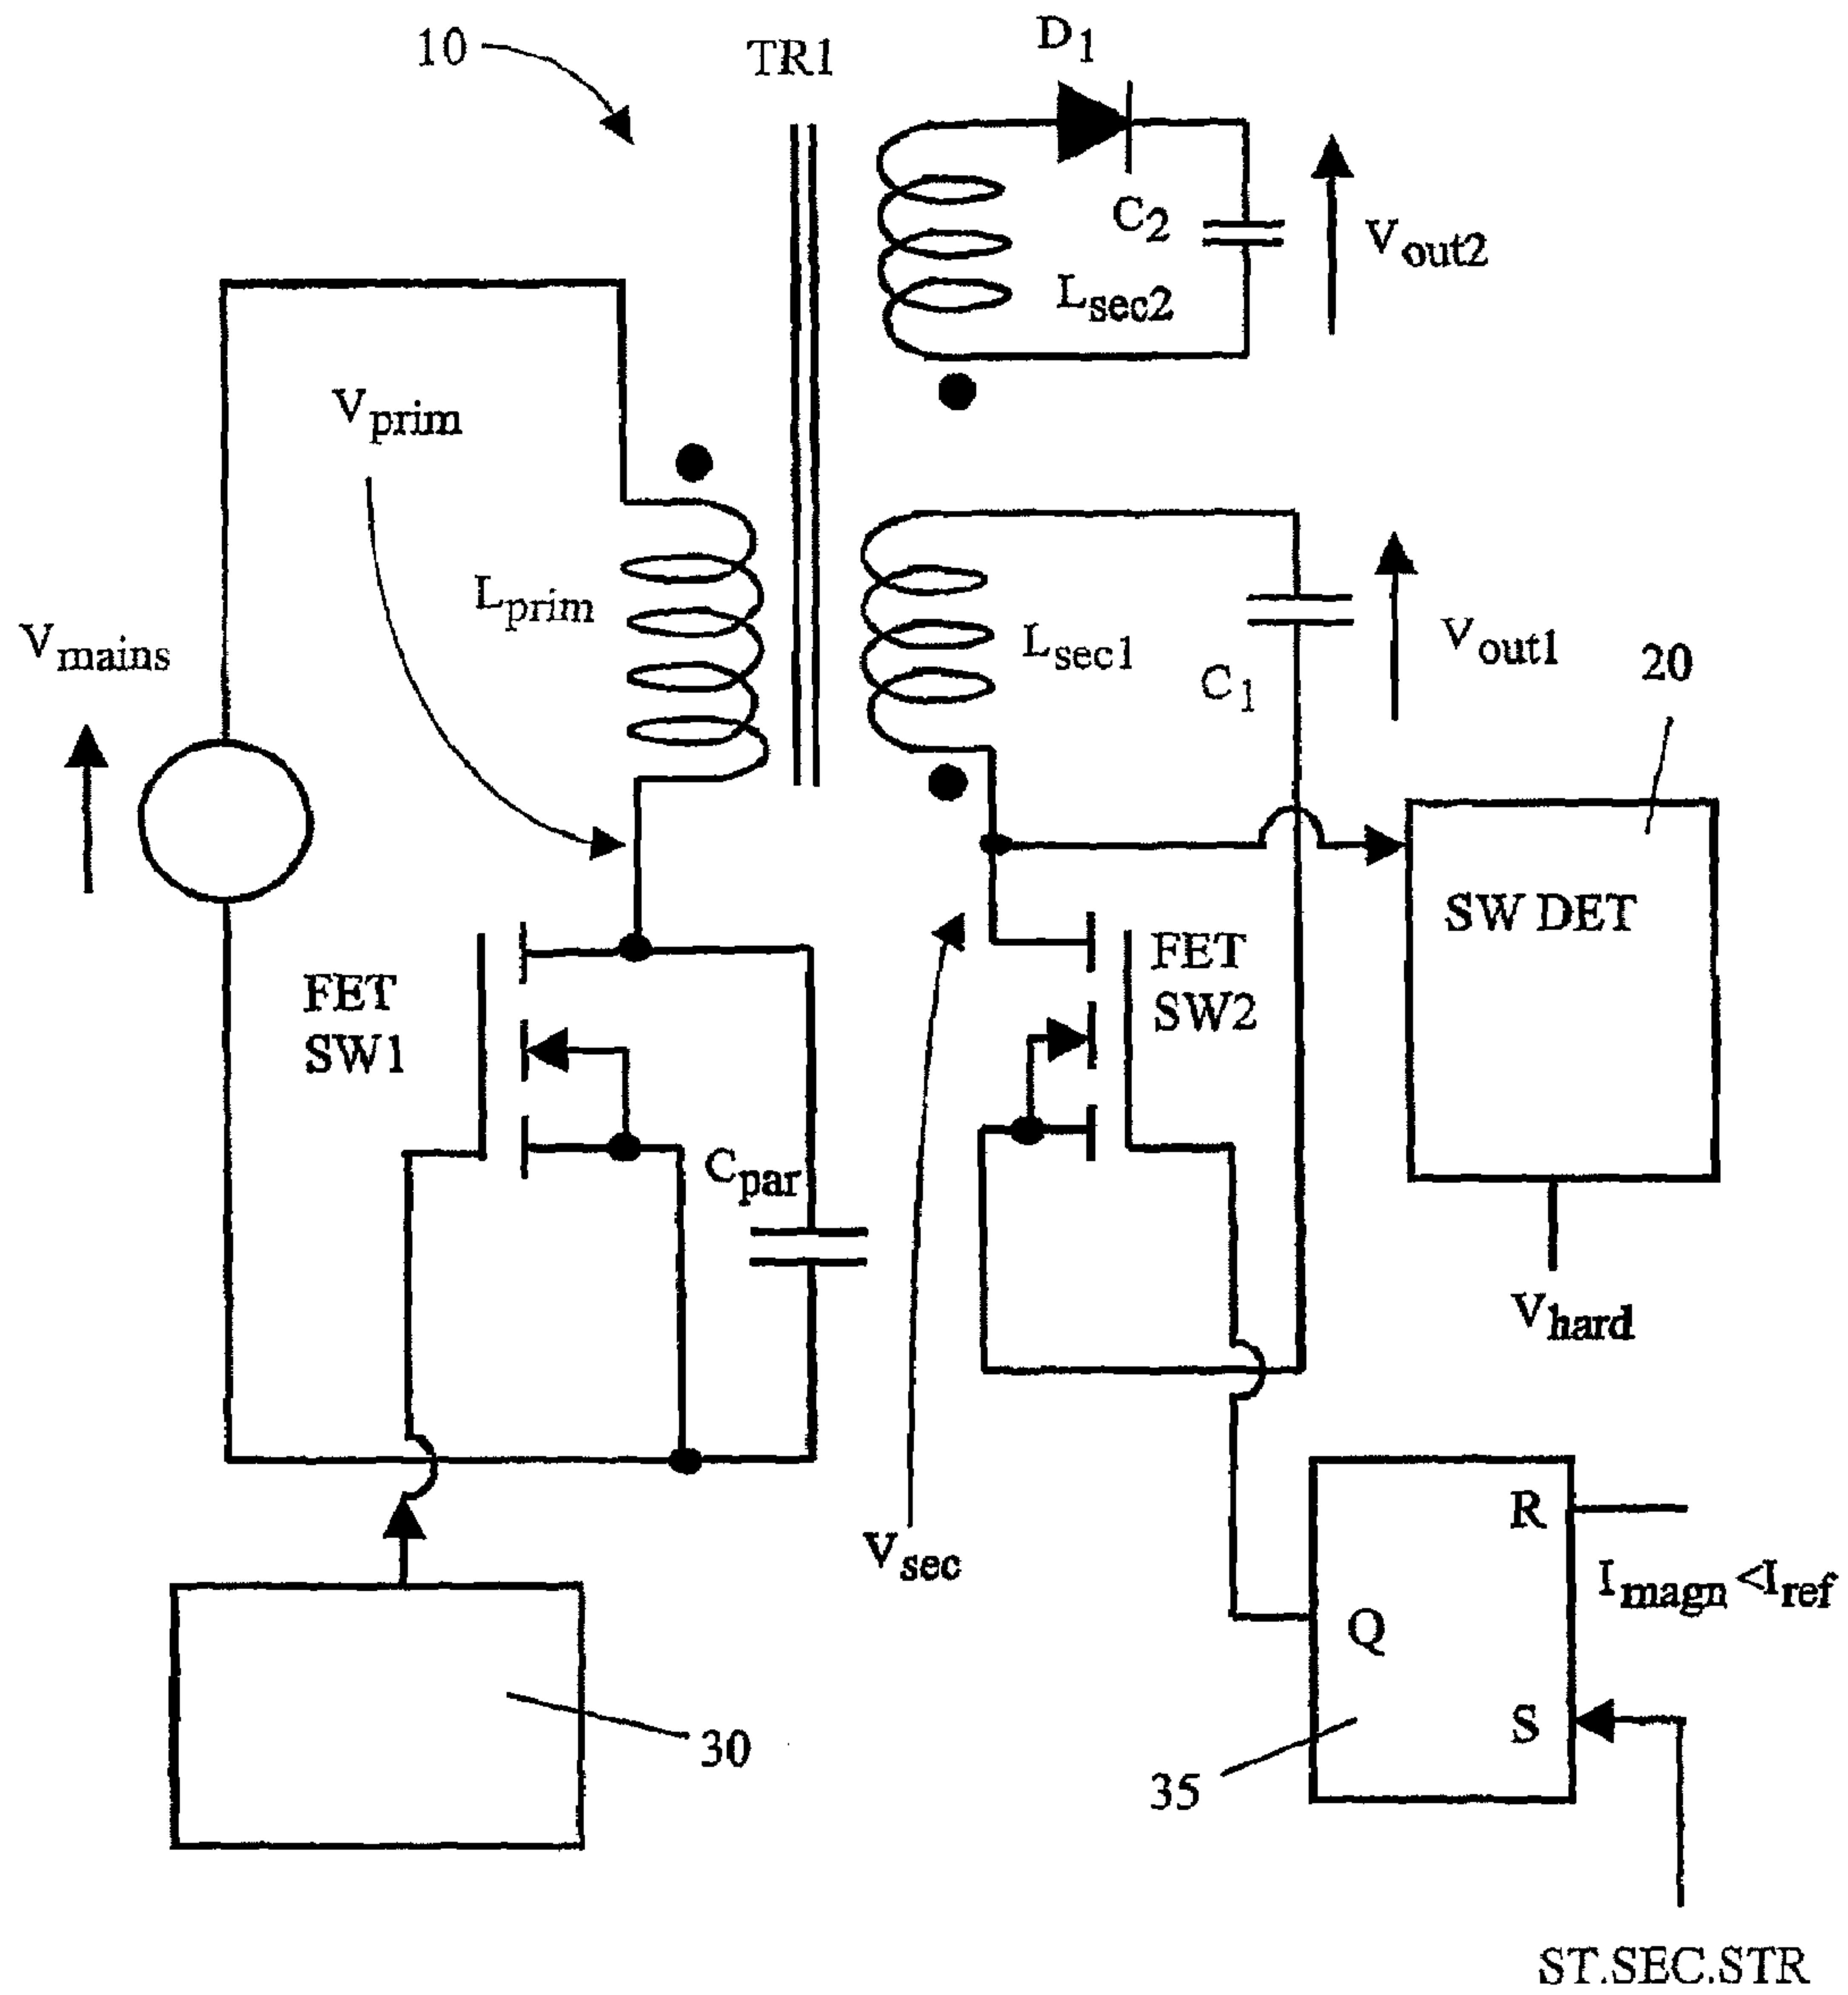 10
TR1
D1
C2
Vout2
Lsec2
Vprim
Lprim
Vmains
Lsec1
C1
Vout1
20
SW DET
FET
SW1
FET
SW2
Cpar
Vhard
Vsec
R
Imagn <Iref
Q
S
30
35
ST.SEC.STR